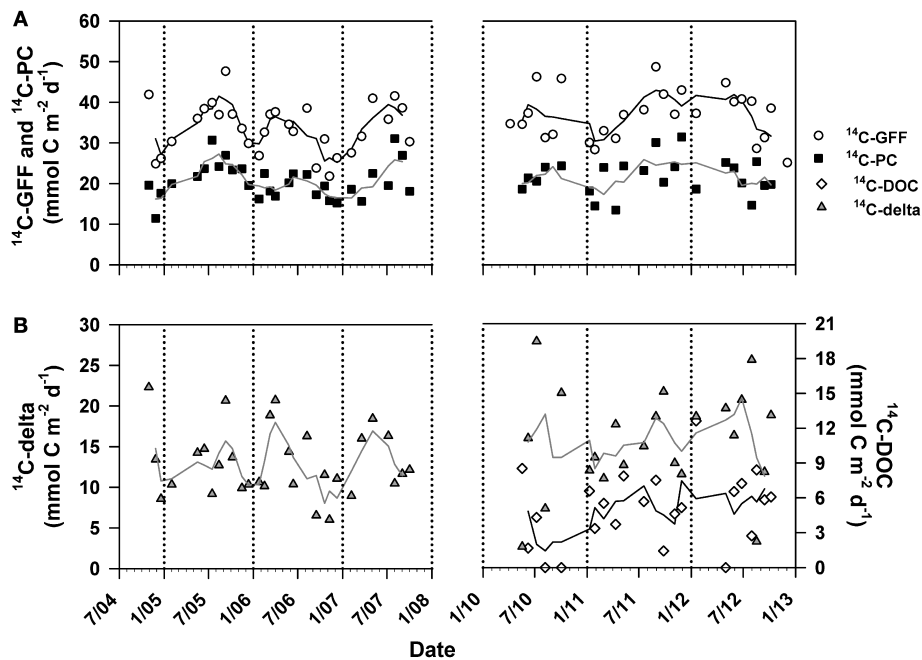 A
60
50
40
30
20
10
0
¹⁴C-GFF and ¹⁴C-PC
(mmol C m⁻² d⁻¹)
¹⁴C-GFF
¹⁴C-PC
¹⁴C-DOC
¹⁴C-delta
B
30
25
20
15
10
5
0
¹⁴C-delta
(mmol C m⁻² d⁻¹)
21
18
15
12
9
6
3
0
¹⁴C-DOC
(mmol C m⁻² d⁻¹)
7/04 1/05 7/05 1/06 7/06 1/07 7/07 1/08 1/10 7/10 1/11 7/11 1/12 7/12 1/13
Date